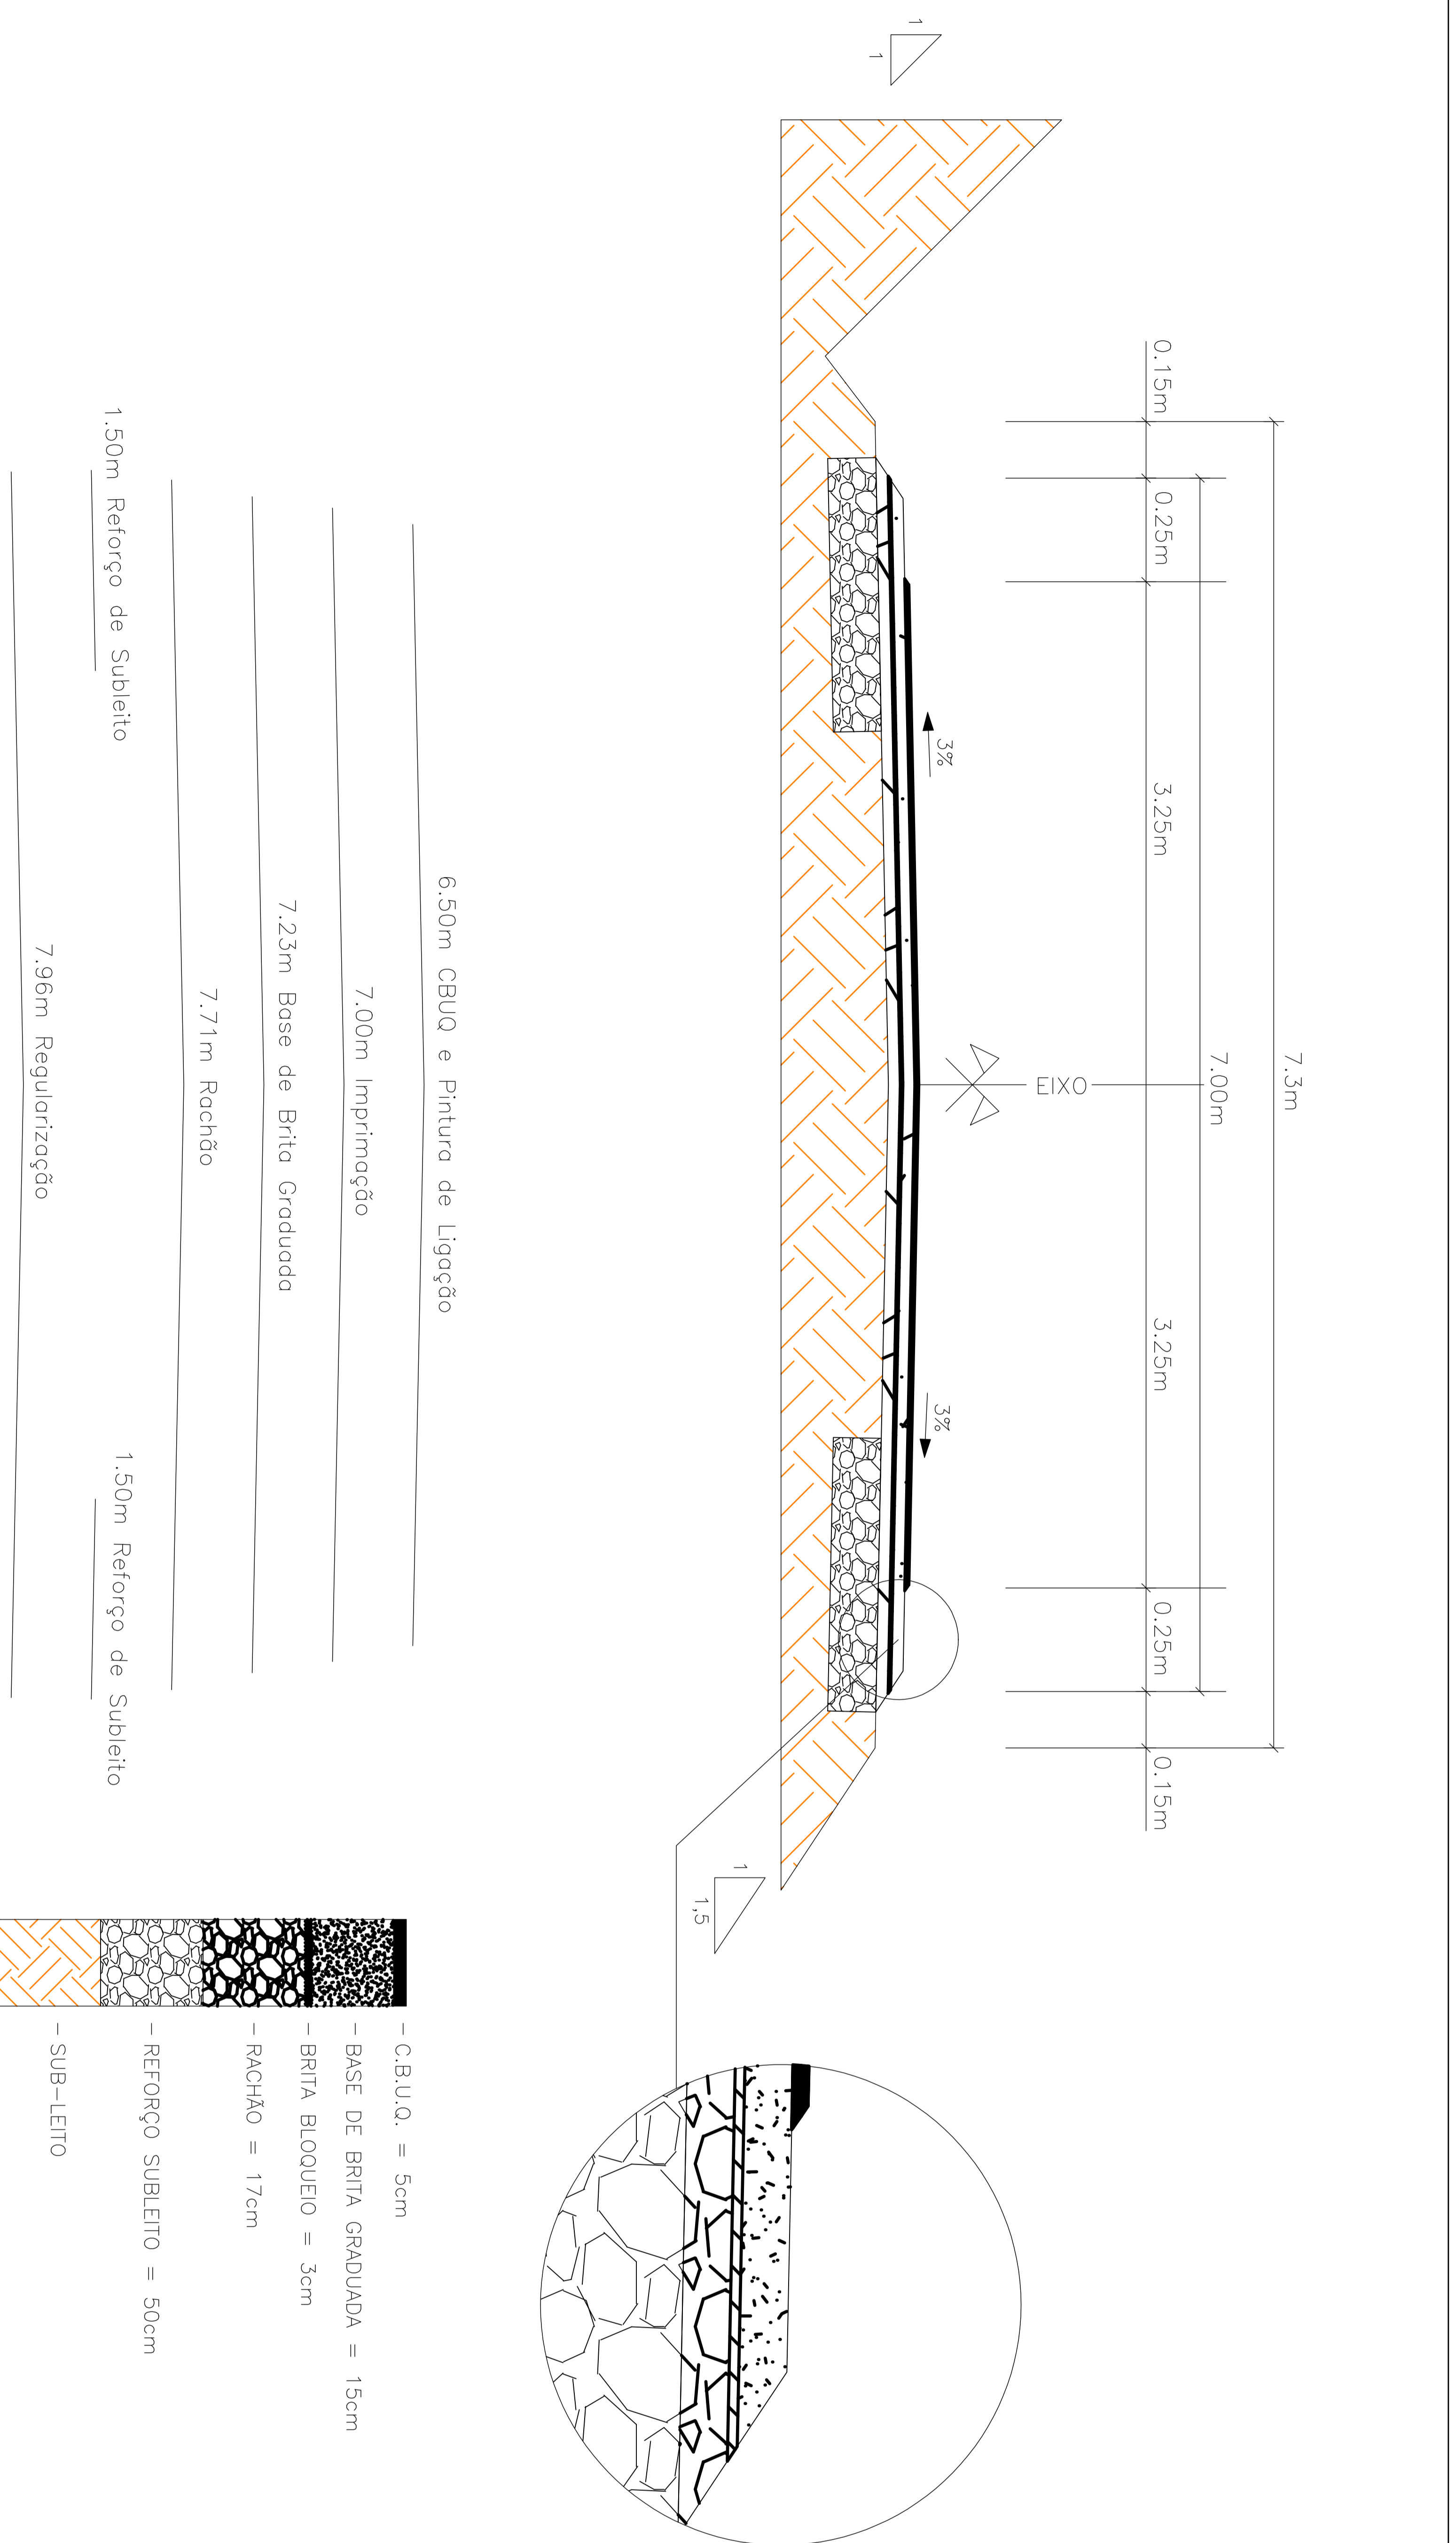 7.3m
7.00m
0.15m
0.25m
3.25m
3.25m
0.25m
0.15m
EIXO
1
1
3%
3%
1
1,5
6.50m CBUQ e Pintura de Ligação
7.00m Imprimação
7.23m Base de Brita Graduada
7.71m Rachão
1.50m Reforço de Subleito
1.50m Reforço de Subleito
7.96m Regularização
- C.B.U.Q. = 5cm
- BASE DE BRITA GRADUADA = 15cm
- BRITA BLOQUEIO = 3cm
- RACHÃO = 17cm
- REFORÇO SUBLEITO = 50cm
- SUB-LEITO